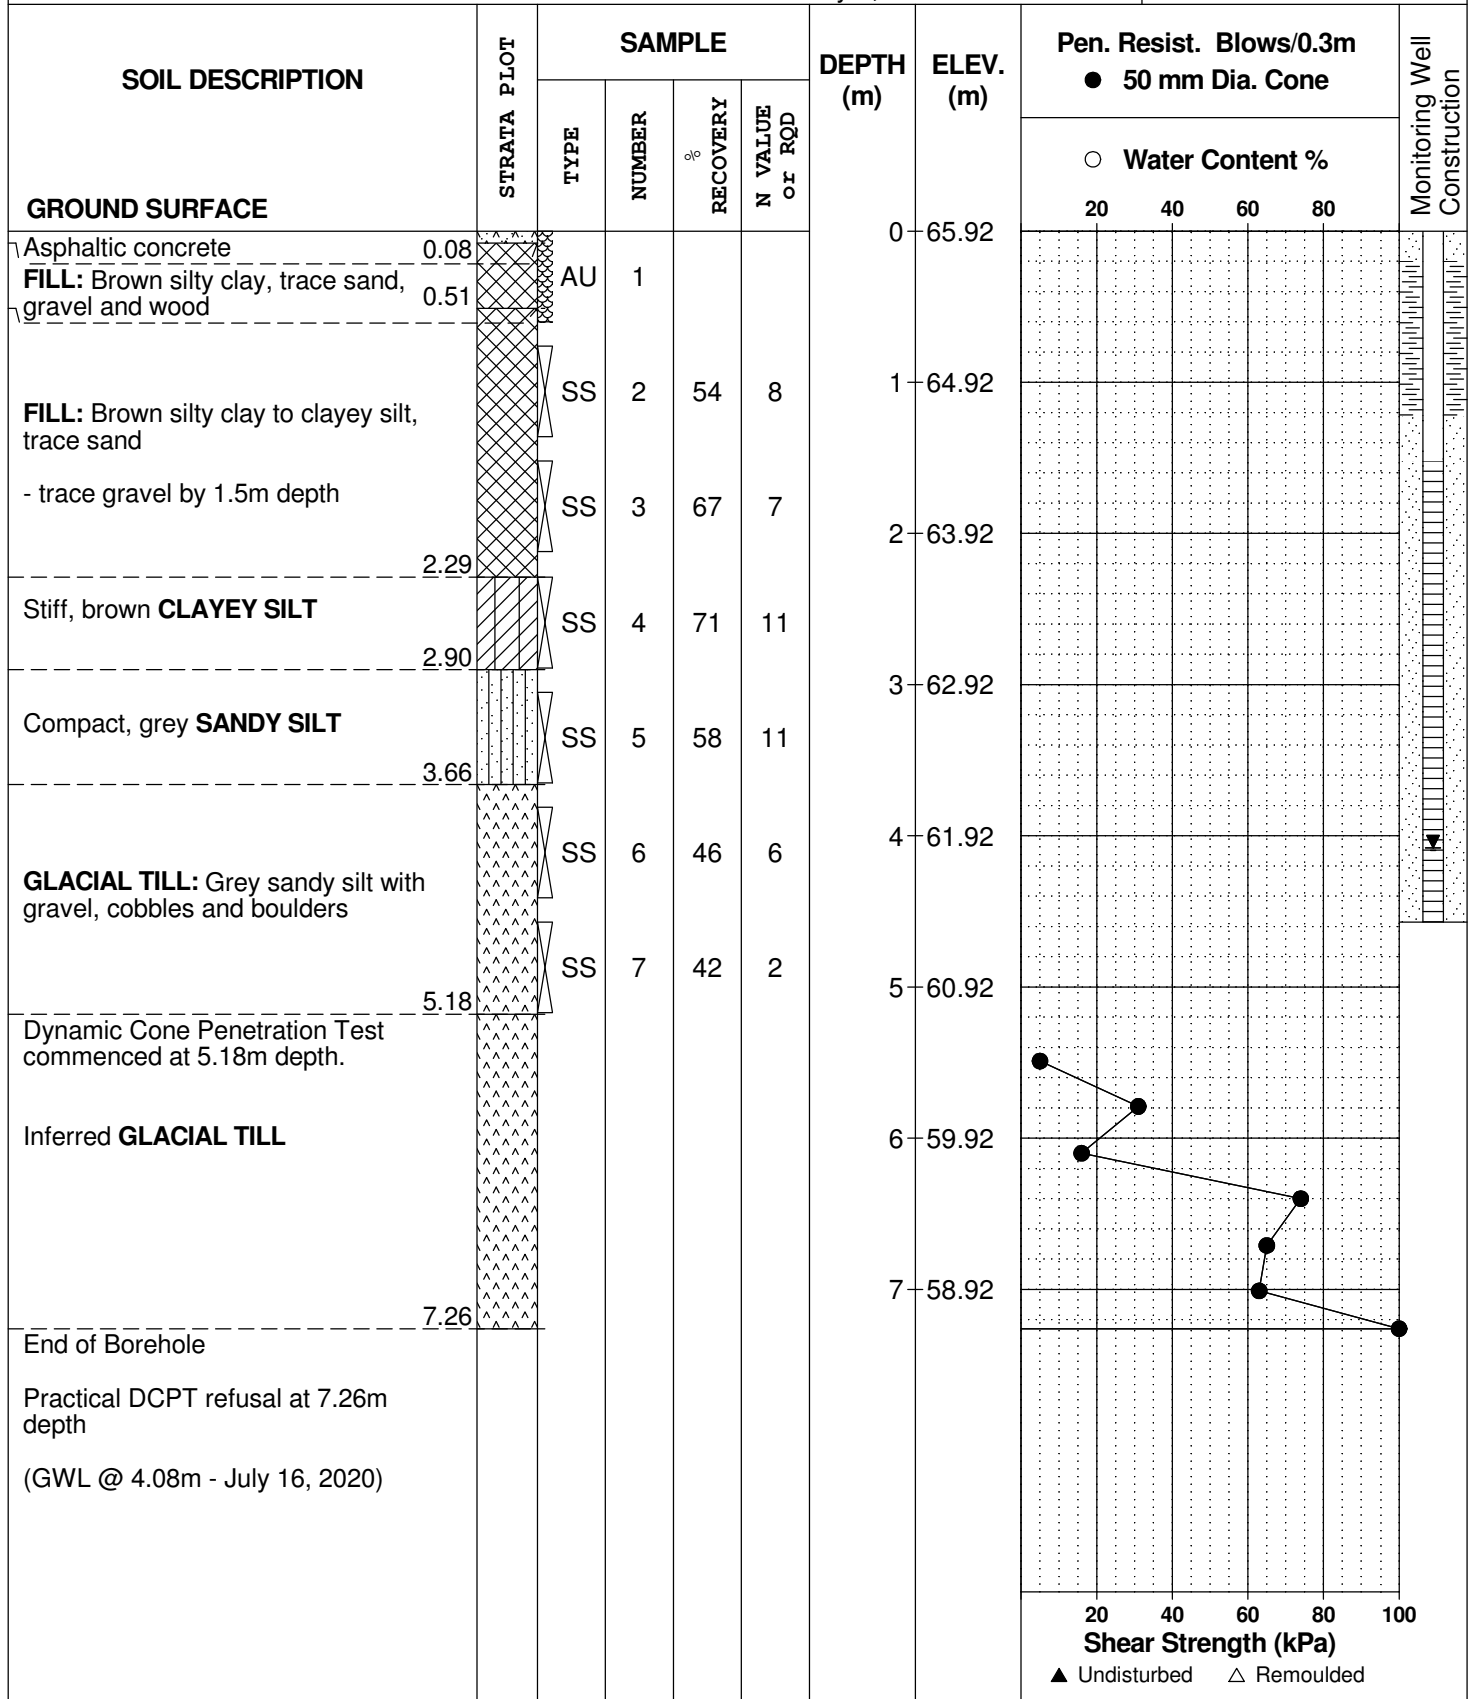 SOIL DESCRIPTION
GROUND SURFACE
STRATA PLOT
SAMPLE
TYPE
NUMBER
% RECOVERY
N VALUE or RQD
DEPTH (m)
ELEV. (m)
Pen. Resist. Blows/0.3m
● 50 mm Dia. Cone
○ Water Content %
20 40 60 80
Monitoring Well Construction
0 65.92
Asphaltic concrete 0.08
FILL: Brown silty clay, trace sand,
gravel and wood 0.51
AU 1
SS 2 54 8
1 64.92
FILL: Brown silty clay to clayey silt,
trace sand
- trace gravel by 1.5m depth
SS 3 67 7
2 63.92
2.29
Stiff, brown CLAYEY SILT
SS 4 71 11
2.90
3 62.92
Compact, grey SANDY SILT
SS 5 58 11
3.66
4 61.92
SS 6 46 6
GLACIAL TILL: Grey sandy silt with
gravel, cobbles and boulders
SS 7 42 2
5 60.92
5.18
Dynamic Cone Penetration Test
commenced at 5.18m depth.
Inferred GLACIAL TILL
6 59.92
7 58.92
7.26
End of Borehole
Practical DCPT refusal at 7.26m
depth
(GWL @ 4.08m - July 16, 2020)
20 40 60 80 100
Shear Strength (kPa)
▲ Undisturbed △ Remoulded